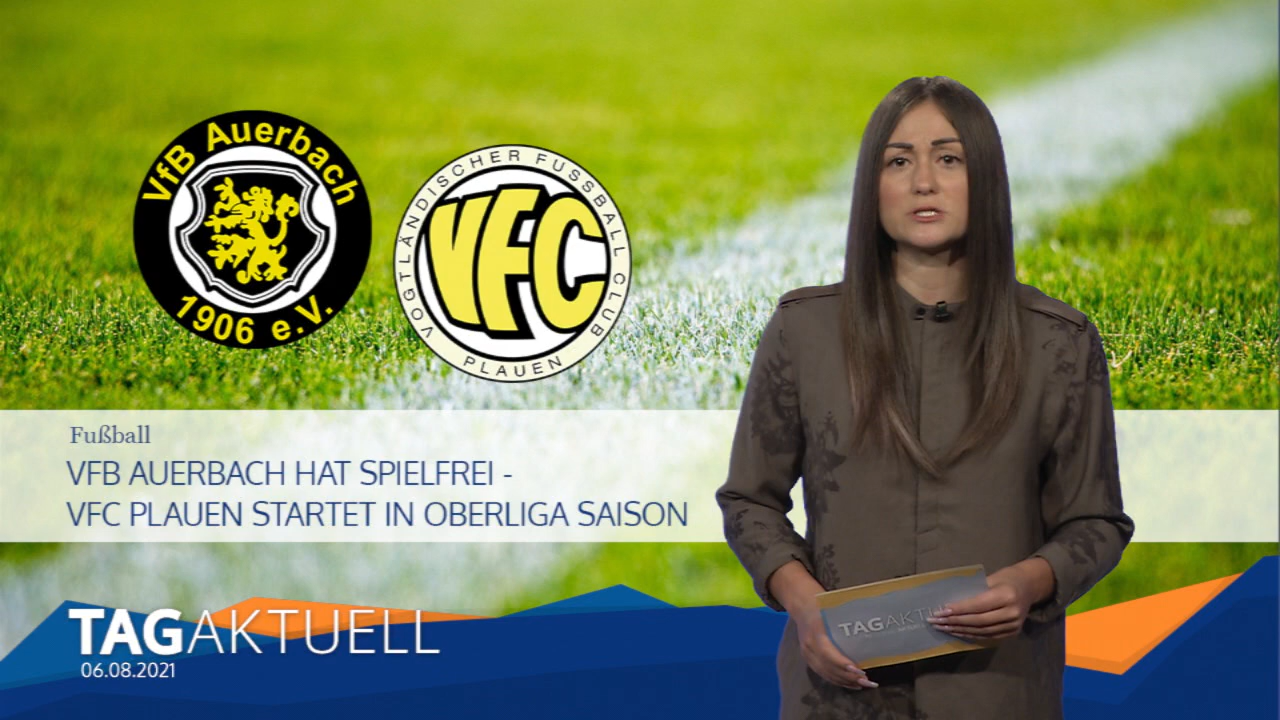 VfB Auerbach
1906 e.V.
VOGTLÄNDISCHER FUSSBALL CLUB
VFC
PLAUEN
Fußball
VFB AUERBACH HAT SPIELFREI -
VFC PLAUEN STARTET IN OBERLIGA SAISON
TAGAKTUELL
06.08.2021
TAGAKTU